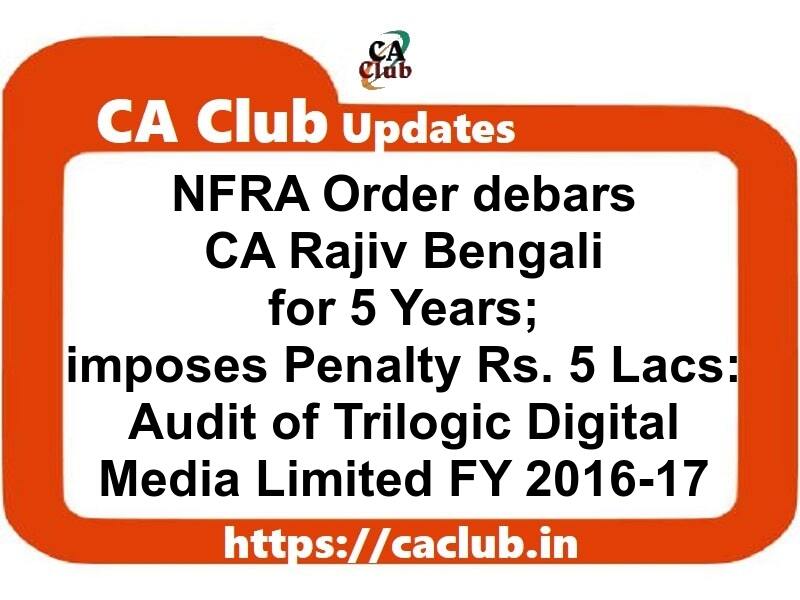 CA
Club
CA Club Updates
NFRA Order debars
CA Rajiv Bengali
for 5 Years;
imposes Penalty Rs. 5 Lacs:
Audit of Trilogic Digital
Media Limited FY 2016-17
https://caclub.in